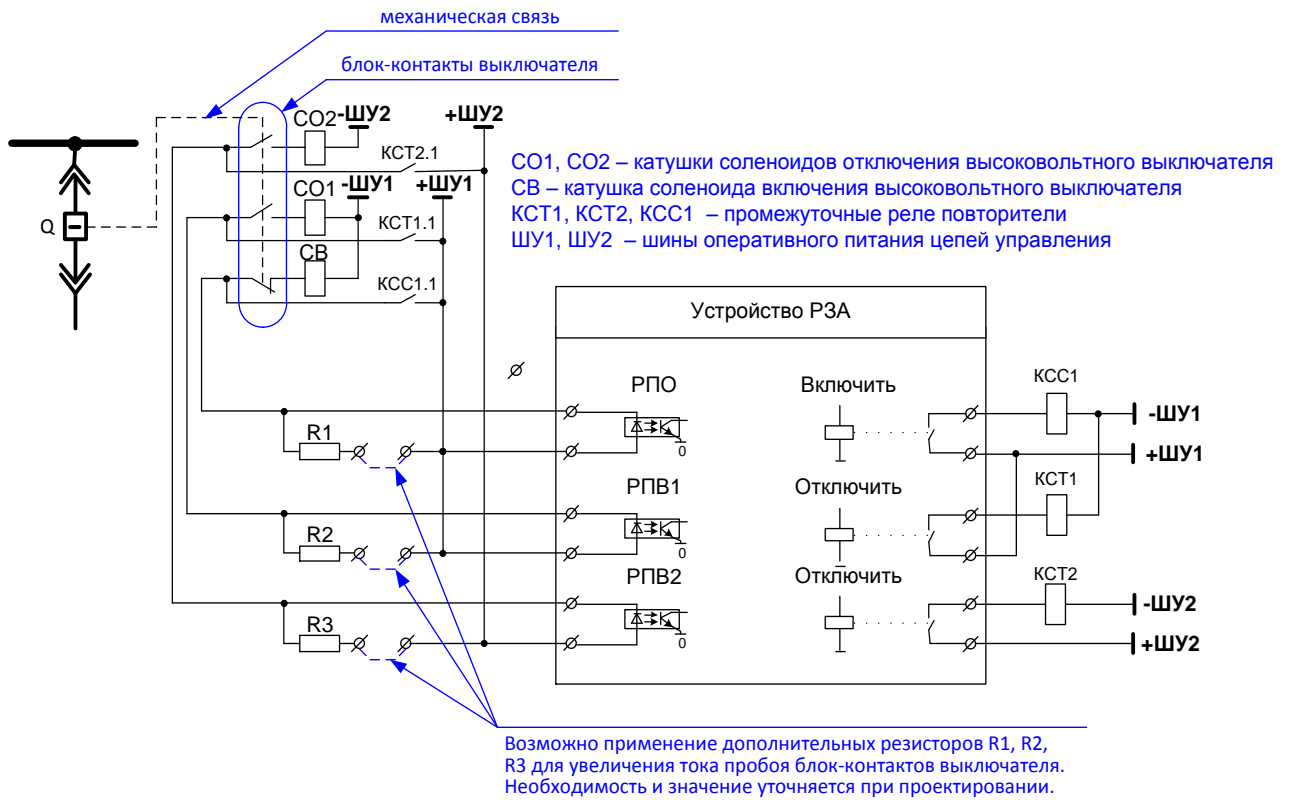 механическая связь
блок-контакты выключателя
СО2
-ШУ2
+ШУ2
КСТ2.1
СО1
-ШУ1
+ШУ1
КСТ1.1
СВ
КСС1.1
Q
СО1, СО2 – катушки соленоидов отключения высоковольтного выключателя
СВ – катушка соленоида включения высоковольтного выключателя
КСТ1, КСТ2, КСС1 – промежуточные реле повторители
ШУ1, ШУ2 – шины оперативного питания цепей управления
Устройство РЗА
РПО
Включить
КСС1
-ШУ1
R1
0
+ШУ1
РПВ1
Отключить
КСТ1
R2
0
РПВ2
Отключить
КСТ2
-ШУ2
R3
0
+ШУ2
Возможно применение дополнительных резисторов R1, R2,
R3 для увеличения тока пробоя блок-контактов выключателя.
Необходимость и значение уточняется при проектировании.